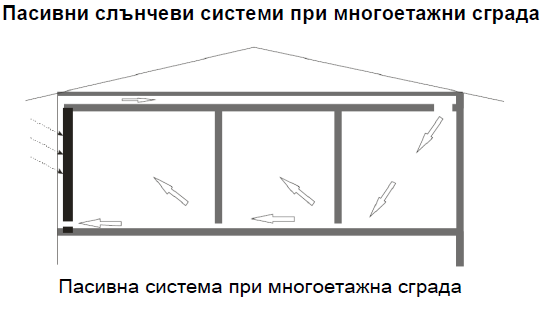 Пасивни слънчеви системи при многоетажни сграда
Пасивна система при многоетажна сграда